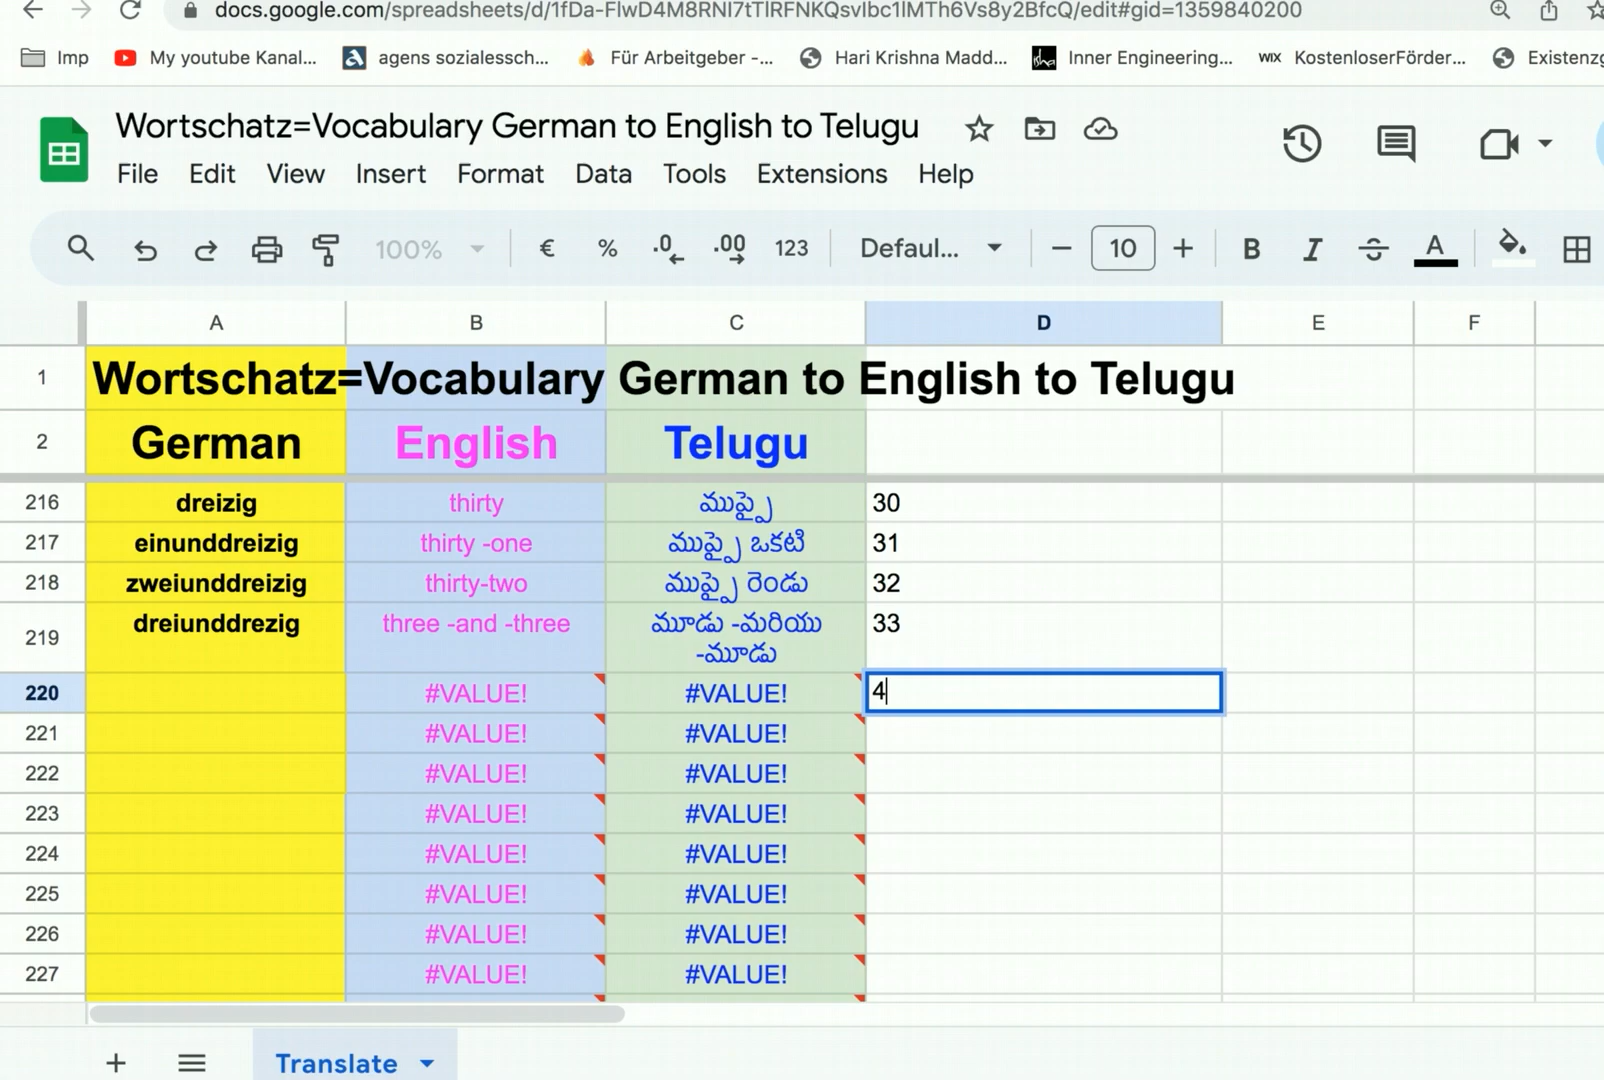 docs.google.com/spreadsheets/d/1fDa-FlwD4M8RNI7tTlRFNKQsvIbc1lMTh6Vs8y2BfcQ/edit#gid=1359840200
Imp My youtube Kanal... agens sozialessch... Für Arbeitgeber -... Hari Krishna Madd... Inner Engineering... WIX KostenloserFörder... Existenzg
Wortschatz=Vocabulary German to English to Telugu
File Edit View Insert Format Data Tools Extensions Help
100% € % .0 .00 123 Defaul... − 10 + B I S A
A B C D E F
1 Wortschatz=Vocabulary German to English to Telugu
2 German English Telugu
216 dreizig thirty ముప్పై 30
217 einunddreizig thirty -one ముప్పై ఒకటి 31
218 zweiunddreizig thirty-two ముప్పై రెండు 32
219 dreiunddrezig three -and -three మూడు -మరియు 33
-మూడు
220 #VALUE! #VALUE! 4
221 #VALUE! #VALUE!
222 #VALUE! #VALUE!
223 #VALUE! #VALUE!
224 #VALUE! #VALUE!
225 #VALUE! #VALUE!
226 #VALUE! #VALUE!
227 #VALUE! #VALUE!
+ Translate